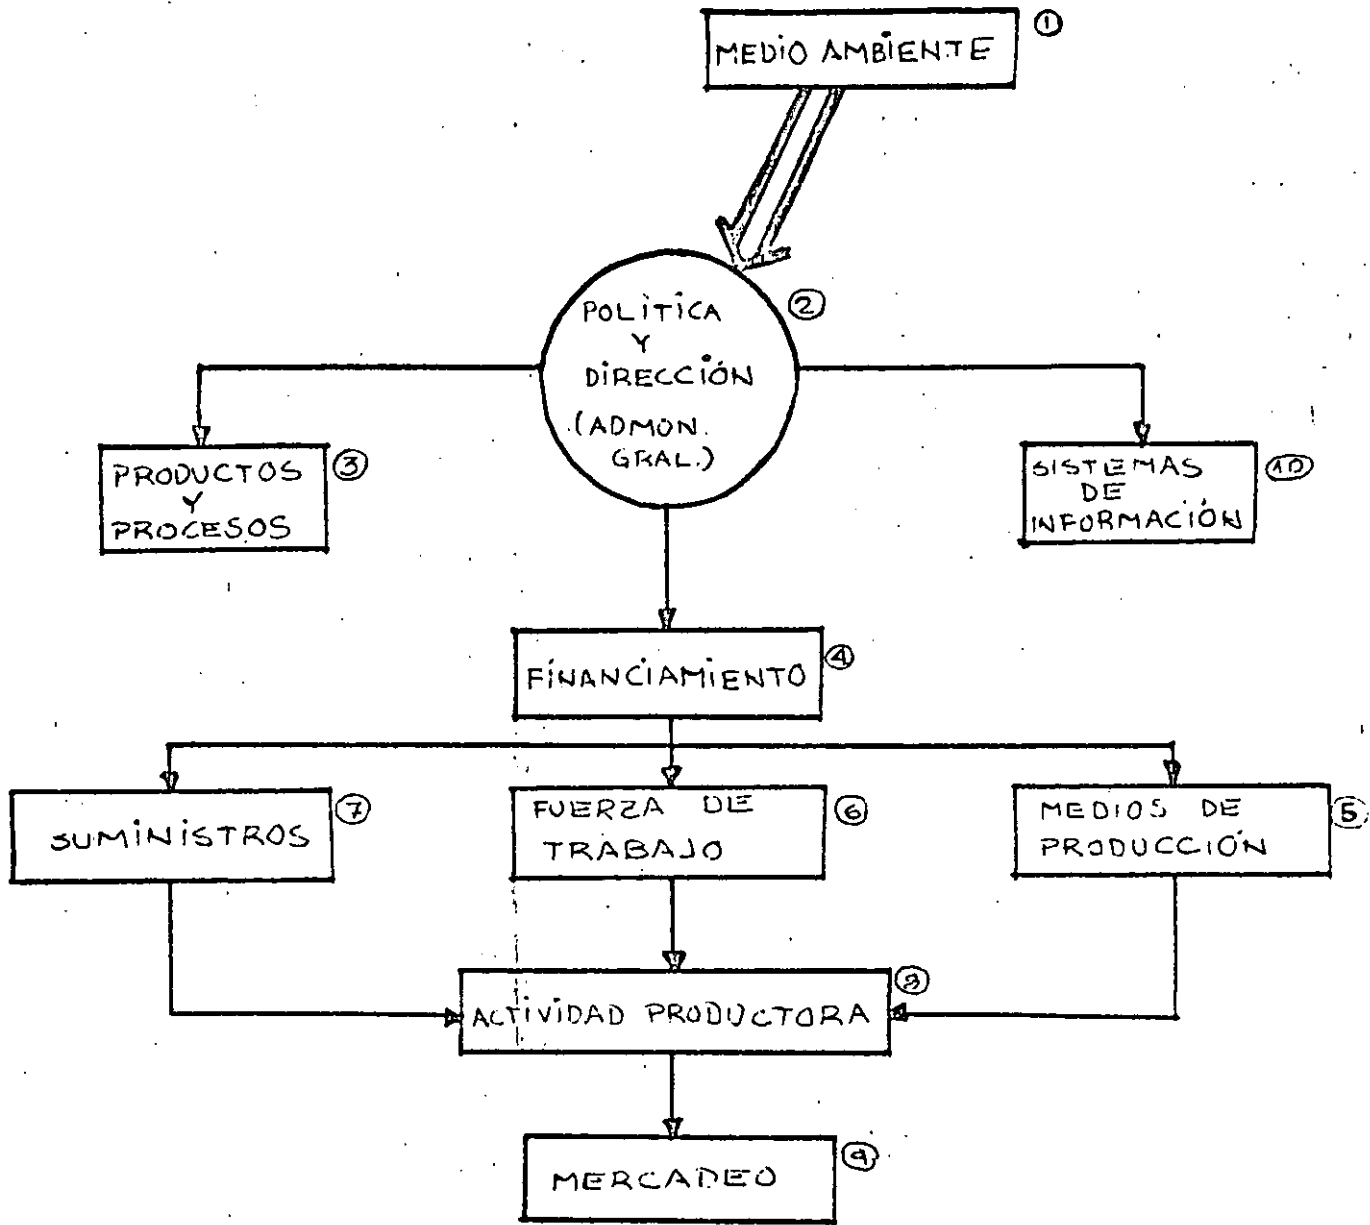 MEDIO AMBIENTE
1
POLITICA
Y
DIRECCIÓN
(ADMON.
GRAL.)
2
PRODUCTOS
Y
PROCESOS
3
SISTEMAS
DE
INFORMACIÓN
10
FINANCIAMIENTO
4
SUMINISTROS
7
FUERZA DE
TRABAJO
6
MEDIOS DE
PRODUCCIÓN
5
ACTIVIDAD PRODUCTORA
8
MERCADEO
9